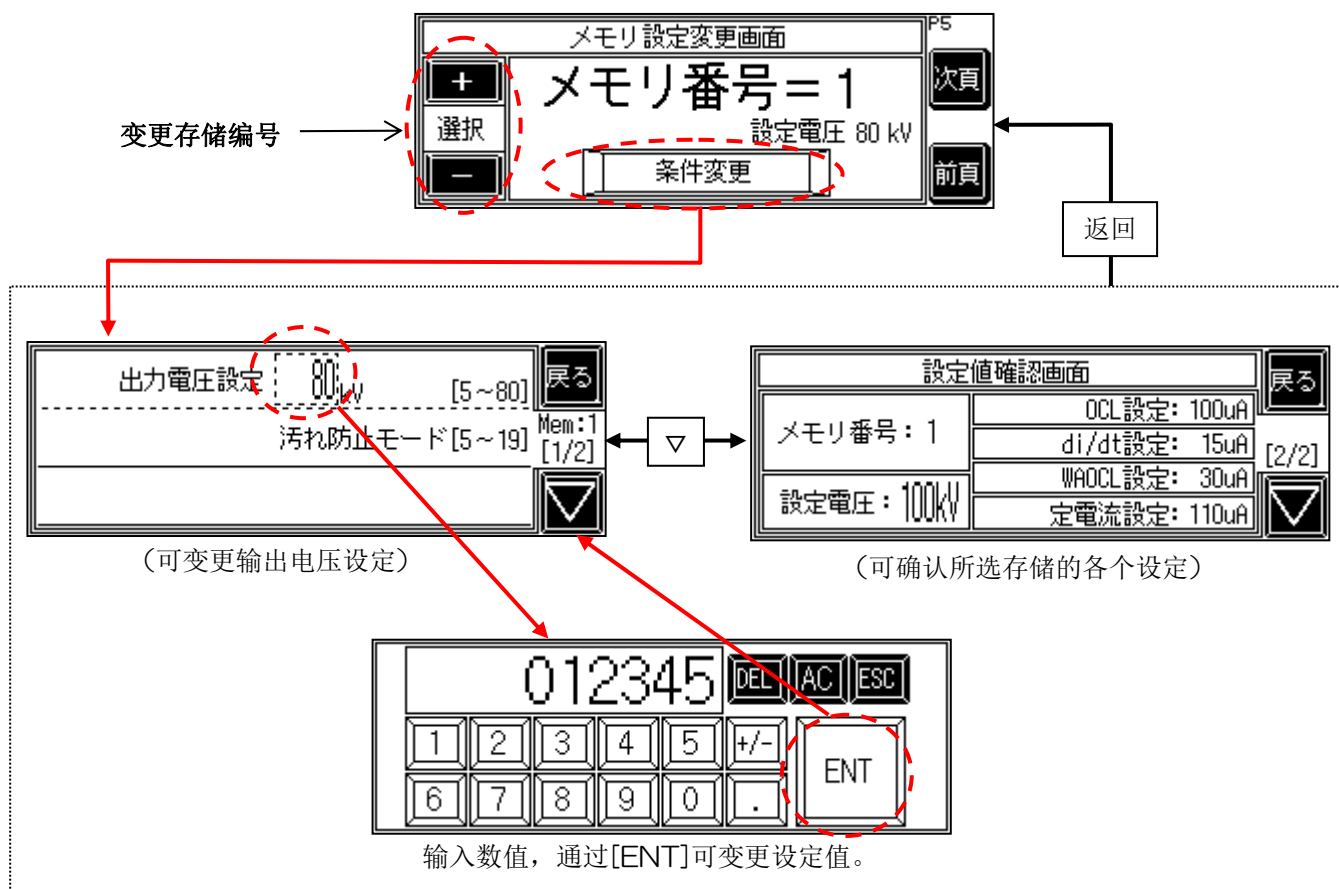 メモリ設定変更画面
P5
+
メモリ番号=1
次頁
变更存储编号
選択
設定電圧 80 kV
条件変更
−
前頁
返回
出力電圧設定 80kV [5~80]
戻る
汚れ防止モード[5~19]
Mem:1
[1/2]
▽
▽
設定値確認画面
戻る
メモリ番号:1
OCL設定: 100uA
di/dt設定: 15uA
[2/2]
設定電圧:100kV
WAOCL設定: 30uA
定電流設定: 110uA
▽
(可变更输出电压设定)
(可确认所选存储的各个设定)
012345
DEL
AC
ESC
1 2 3 4 5 +/-
ENT
6 7 8 9 0 .
输入数值,通过[ENT]可变更设定值。